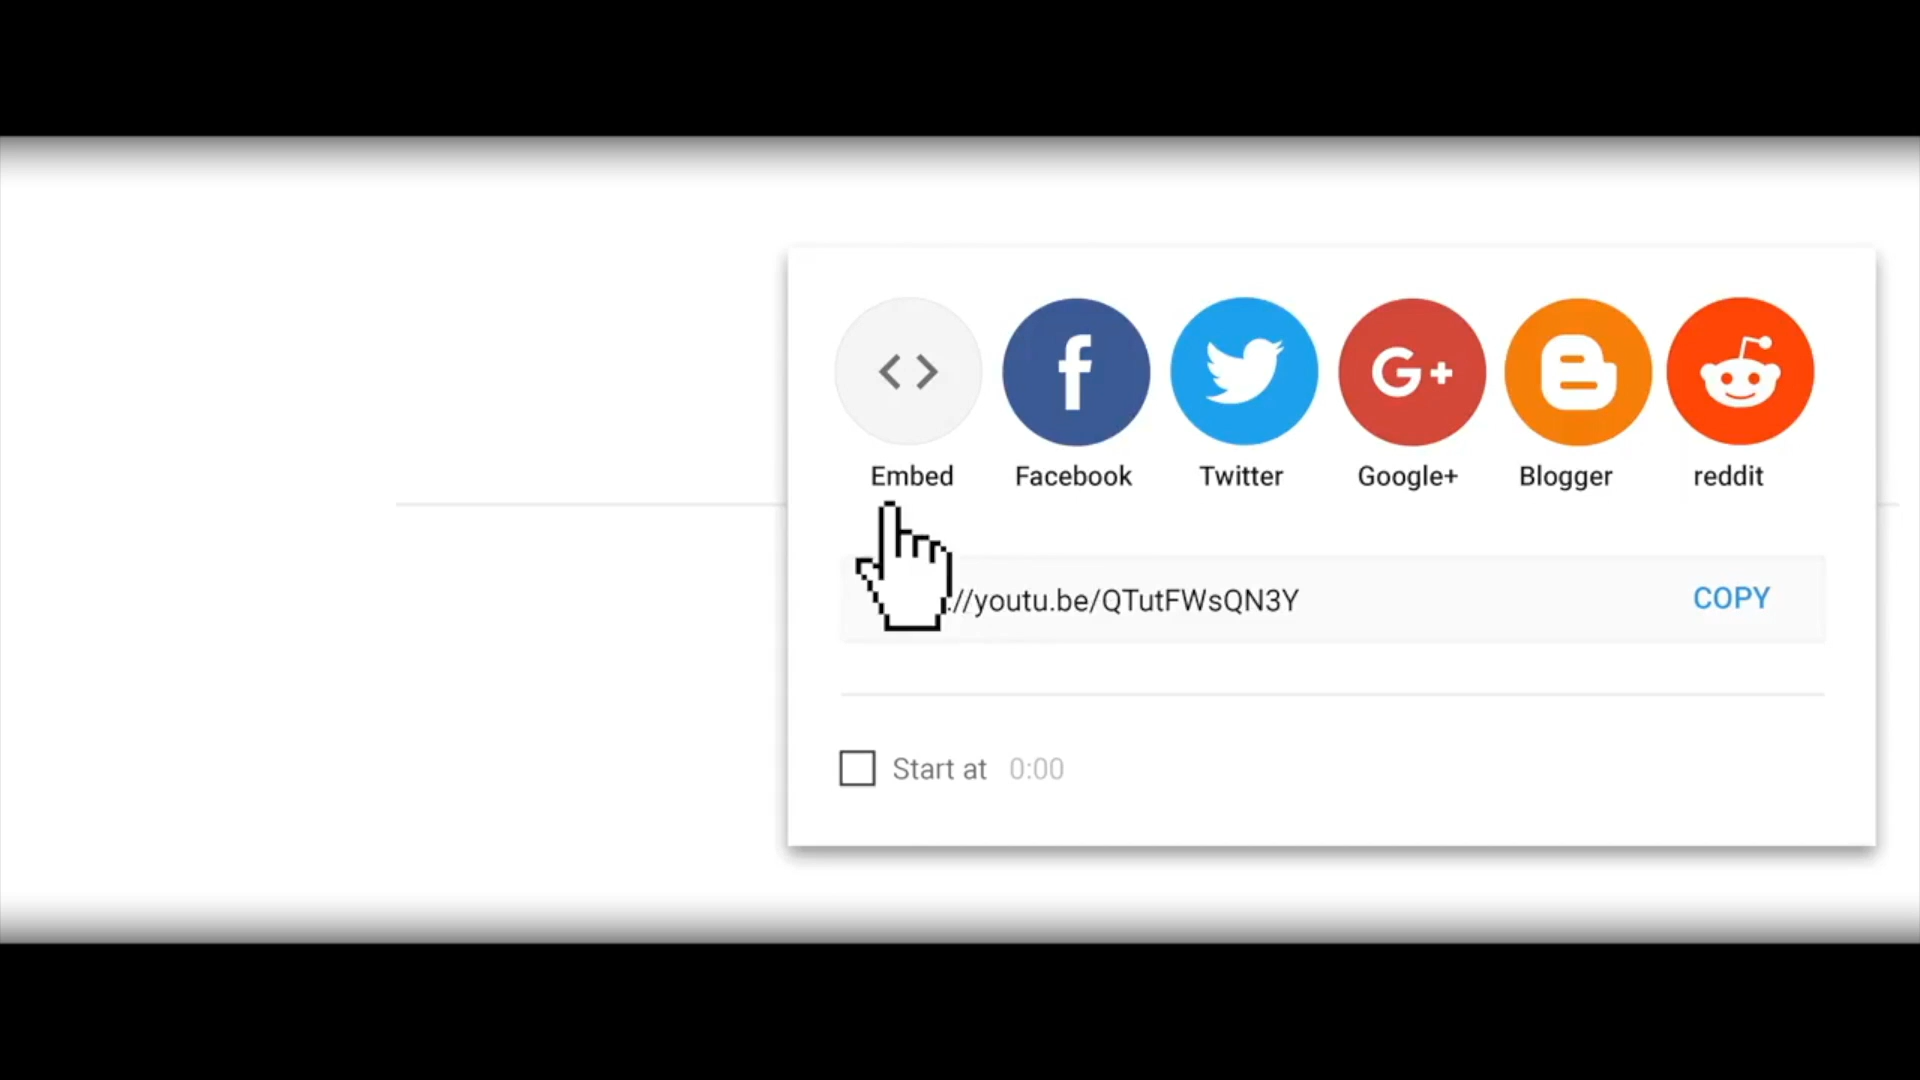 Embed Facebook Twitter Google+ Blogger reddit
://youtu.be/QTutFWsQN3Y COPY
Start at 0:00